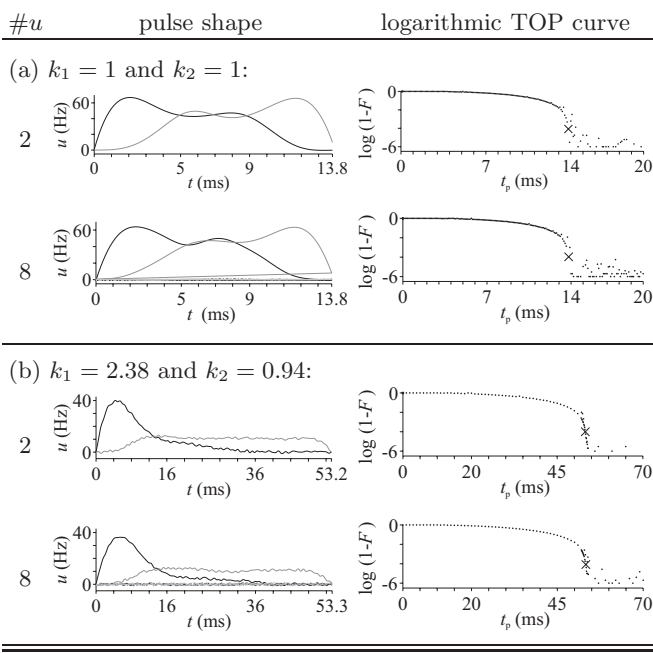 #u pulse shape logarithmic TOP curve
(a) k₁ = 1 and k₂ = 1:
2
u (Hz)
60
0
0 5 9 13.8
t (ms)
log (1-F )
0
-6
0 7 14 20
tₚ (ms)
8
u (Hz)
60
0
0 5 9 13.8
t (ms)
log (1-F )
0
-6
0 7 14 20
tₚ (ms)
(b) k₁ = 2.38 and k₂ = 0.94:
2
u (Hz)
40
0
0 16 36 53.2
t (ms)
log (1-F )
0
-6
0 20 45 70
tₚ (ms)
8
u (Hz)
40
0
0 16 36 53.3
t (ms)
log (1-F )
0
-6
0 20 45 70
tₚ (ms)